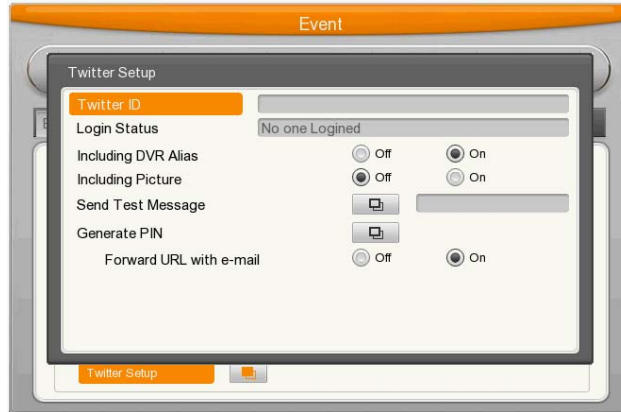 Event
Twitter Setup
Twitter ID
Login Status No one Logined
Including DVR Alias Off On
Including Picture Off On
Send Test Message
Generate PIN
Forward URL with e-mail Off On
Twitter Setup